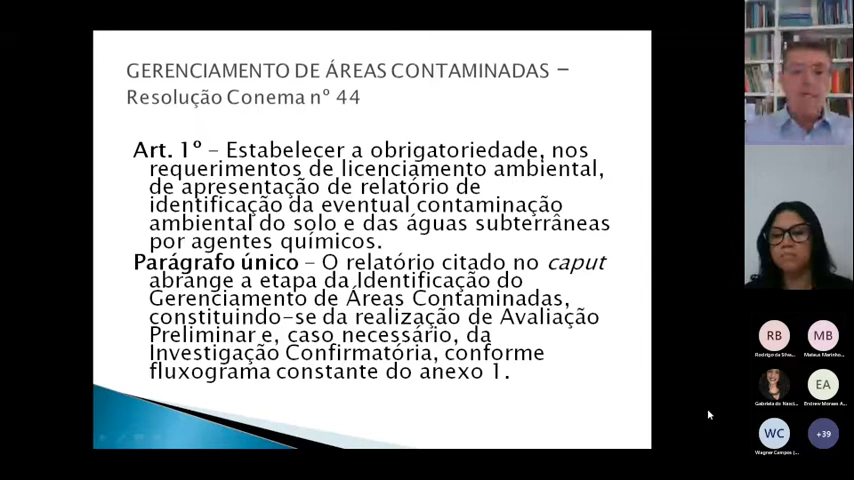 GERENCIAMENTO DE ÁREAS CONTAMINADAS –
Resolução Conema nº 44
Art. 1º – Estabelecer a obrigatoriedade, nos
requerimentos de licenciamento ambiental,
de apresentação de relatório de
identificação da eventual contaminação
ambiental do solo e das águas subterrâneas
por agentes químicos.
Parágrafo único – O relatório citado no caput
abrange a etapa da Identificação do
Gerenciamento de Áreas Contaminadas,
constituindo-se da realização de Avaliação
Preliminar e, caso necessário, da
Investigação Confirmatória, conforme
fluxograma constante do anexo 1.
RB
MB
Rodrigo da Silva...
Mateus Marinho...
EA
Gabriela do Nasci...
WC
+39
Wagner Campos (...